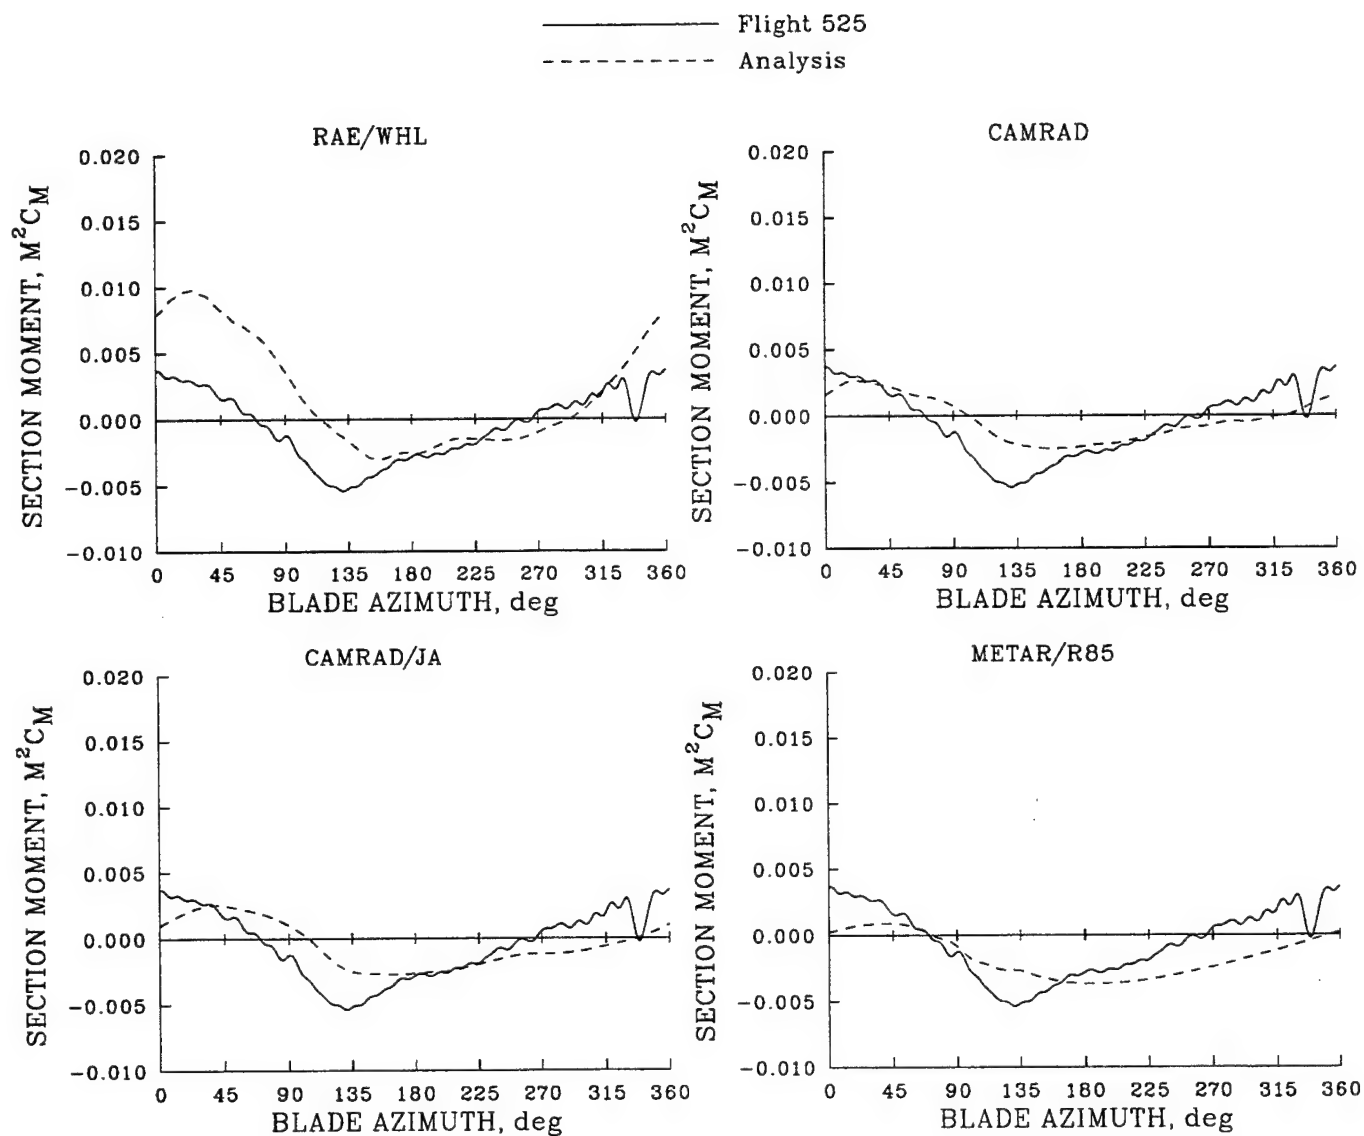 Flight 525
Analysis
RAE/WHL
0.020
0.015
0.010
0.005
0.000
−0.005
−0.010
SECTION MOMENT, M²C_M
0 45 90 135 180 225 270 315 360
BLADE AZIMUTH, deg
CAMRAD
0.020
0.015
0.010
0.005
0.000
−0.005
−0.010
SECTION MOMENT, M²C_M
0 45 90 135 180 225 270 315 360
BLADE AZIMUTH, deg
CAMRAD/JA
0.020
0.015
0.010
0.005
0.000
−0.005
−0.010
SECTION MOMENT, M²C_M
0 45 90 135 180 225 270 315 360
BLADE AZIMUTH, deg
METAR/R85
0.020
0.015
0.010
0.005
0.000
−0.005
−0.010
SECTION MOMENT, M²C_M
0 45 90 135 180 225 270 315 360
BLADE AZIMUTH, deg